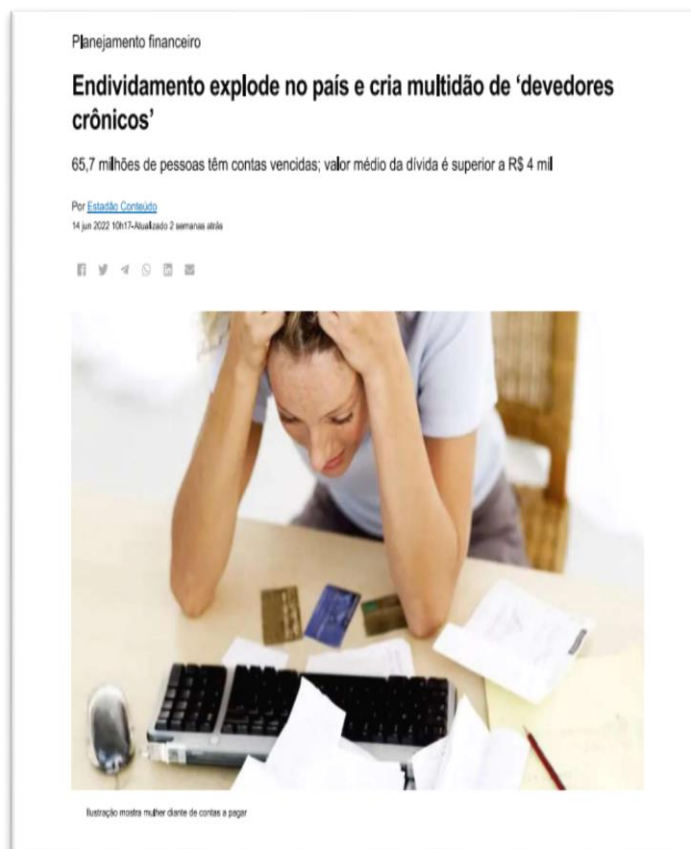 Planejamento financeiro
Endividamento explode no país e cria multidão de ‘devedores
crônicos’
65,7 milhões de pessoas têm contas vencidas; valor médio da dívida é superior a R$ 4 mil
Por Estadão Conteúdo
14 jun 2022 10h17-Atualizado 2 semanas atrás
Ilustração mostra mulher diante de contas a pagar